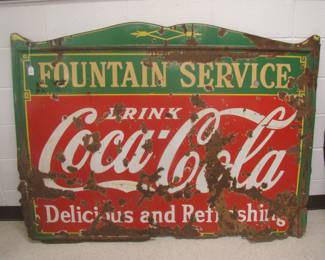 FOUNTAIN SERVICE
DRINK
Coca-Cola
Delicious and Refreshing